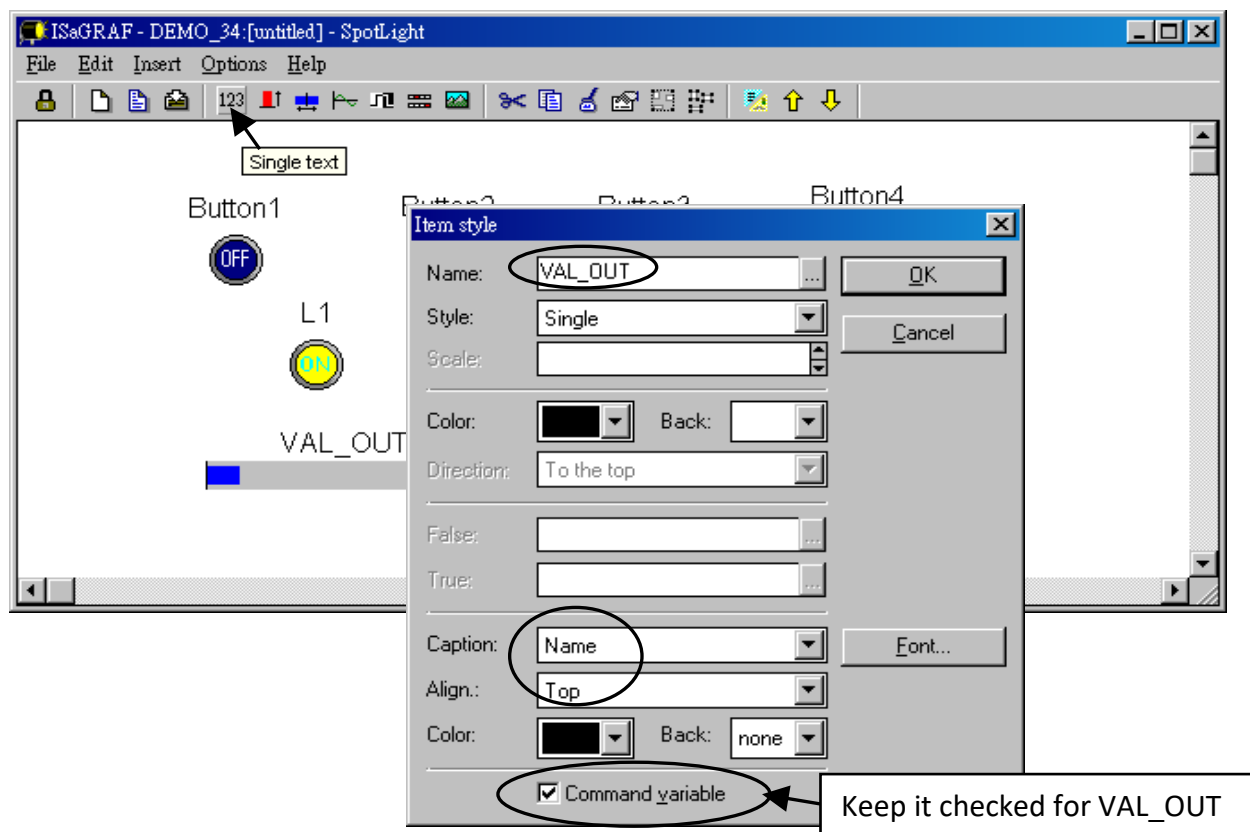 ISaGRAF - DEMO_34:[untitled] - SpotLight
File Edit Insert Options Help
123
Single text
Button1 Button2 Button3 Button4
OFF
L1
ON
VAL_OUT
Item style
Name: VAL_OUT ...
OK
Style: Single
Cancel
Scale:
Color: Back:
Direction: To the top
False: ...
True: ...
Caption: Name
Font...
Align.: Top
Color: Back: none
Command variable
Keep it checked for VAL_OUT